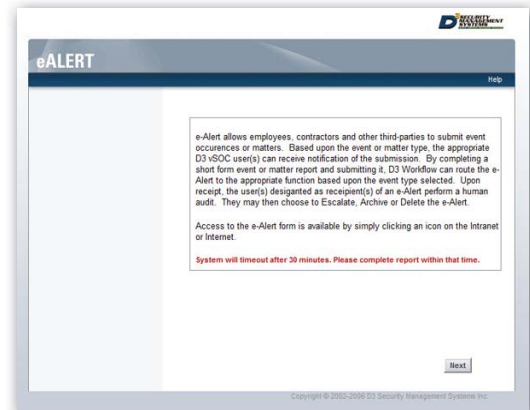 D3 SECURITY
MANAGEMENT
SYSTEMS
eALERT
Help
e-Alert allows employees, contractors and other third-parties to submit event
occurences or matters. Based upon the event or matter type, the appropriate
D3 vSOC user(s) can receive notification of the submission. By completing a
short form event or matter report and submitting it, D3 Workflow can route the e-
Alert to the appropriate function based upon the event type selected. Upon
receipt, the user(s) desiganted as receipient(s) of an e-Alert perform a human
audit. They may then choose to Escalate, Archive or Delete the e-Alert.
Access to the e-Alert form is available by simply clicking an icon on the Intranet
or Internet.
System will timeout after 30 minutes. Please complete report within that time.
Next
Copyright © 2002-2006 D3 Security Management Systems Inc.